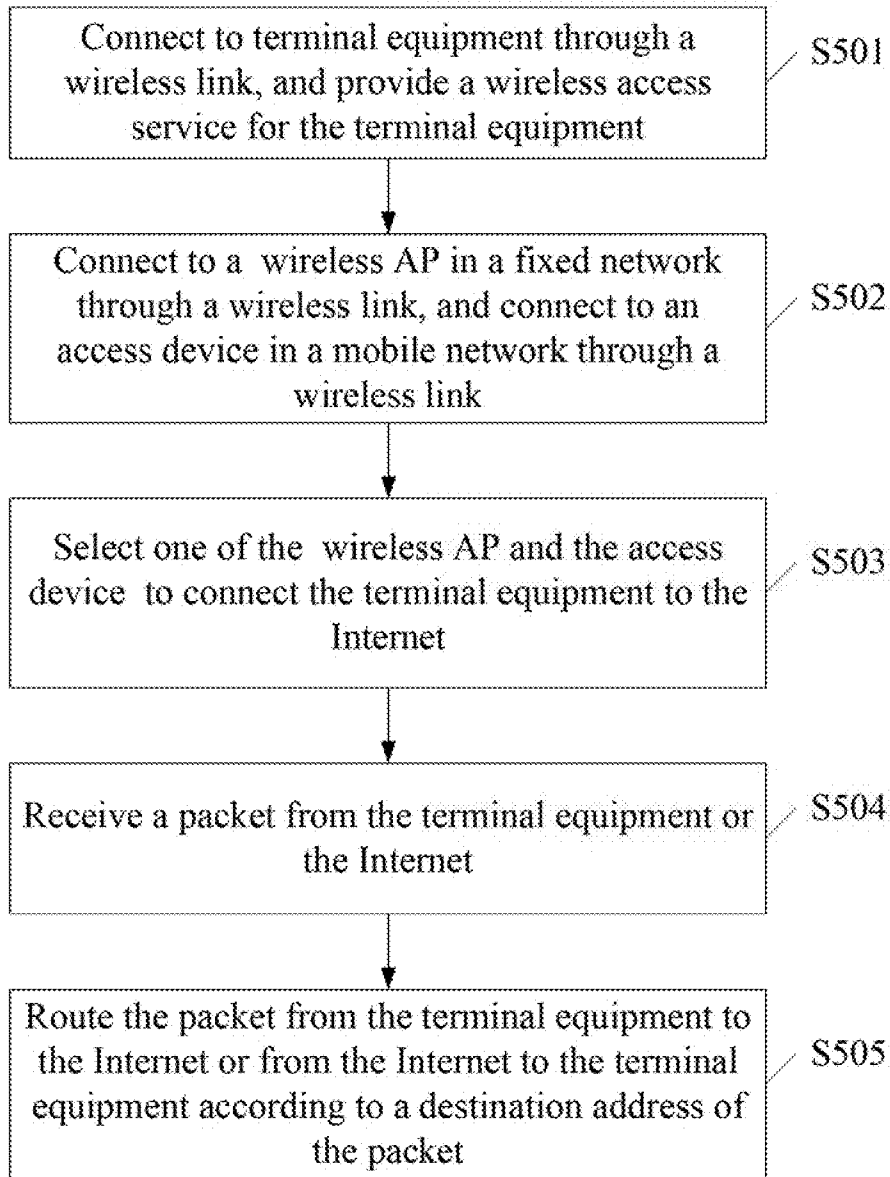 Connect to terminal equipment through a
wireless link, and provide a wireless access
service for the terminal equipment
S501
Connect to a wireless AP in a fixed network
through a wireless link, and connect to an
access device in a mobile network through a
wireless link
S502
Select one of the wireless AP and the access
device to connect the terminal equipment to the
Internet
S503
Receive a packet from the terminal equipment or
the Internet
S504
Route the packet from the terminal equipment to
the Internet or from the Internet to the terminal
equipment according to a destination address of
the packet
S505